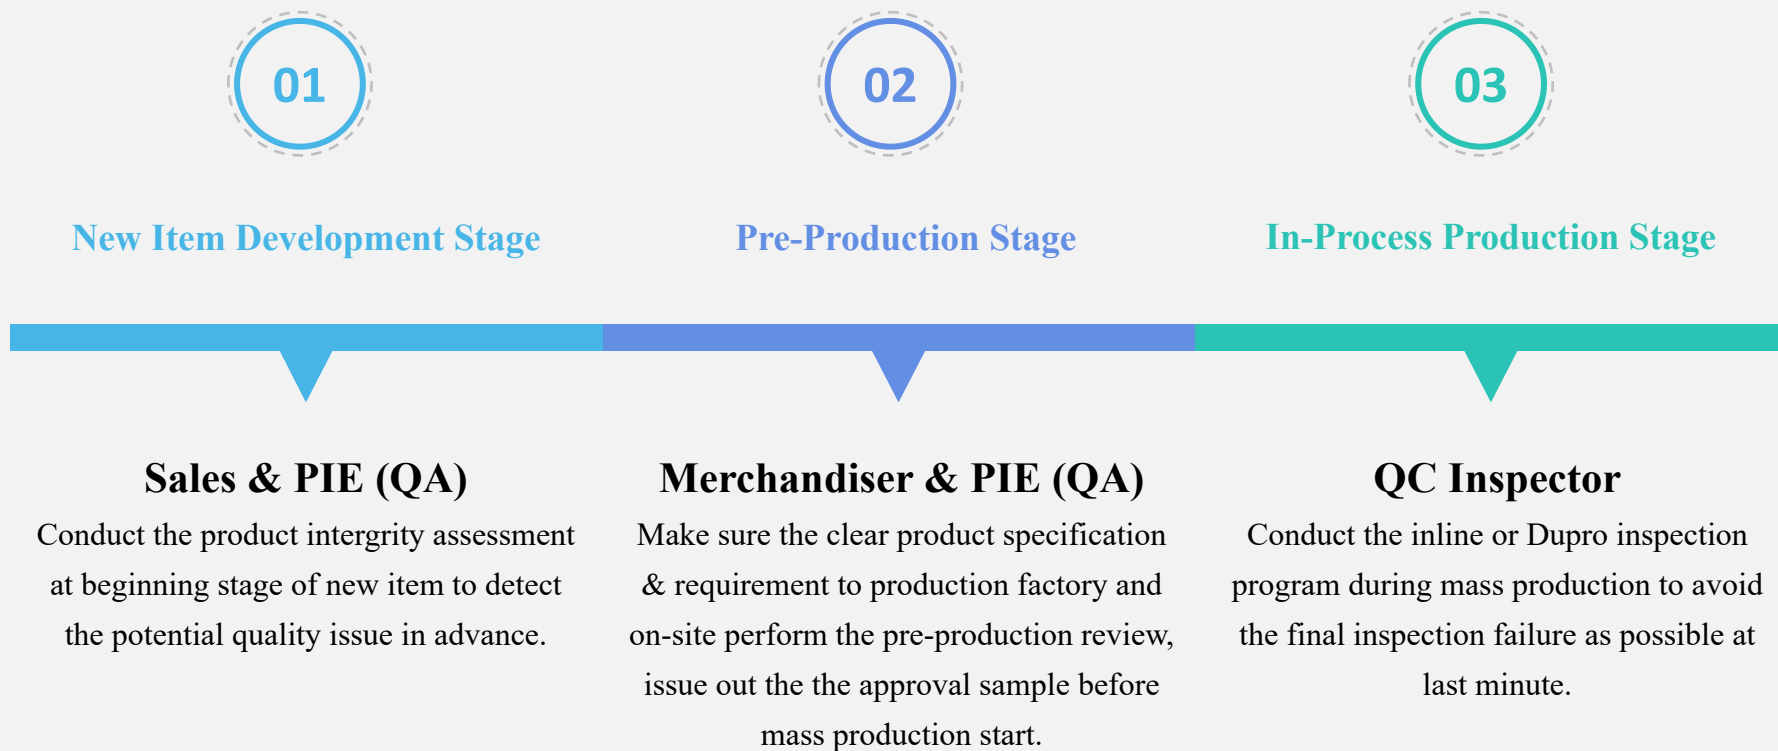 01
New Item Development Stage
Sales & PIE (QA)
Conduct the product intergrity assessment
at beginning stage of new item to detect
the potential quality issue in advance.
02
Pre-Production Stage
Merchandiser & PIE (QA)
Make sure the clear product specification
& requirement to production factory and
on-site perform the pre-production review,
issue out the the approval sample before
mass production start.
03
In-Process Production Stage
QC Inspector
Conduct the inline or Dupro inspection
program during mass production to avoid
the final inspection failure as possible at
last minute.